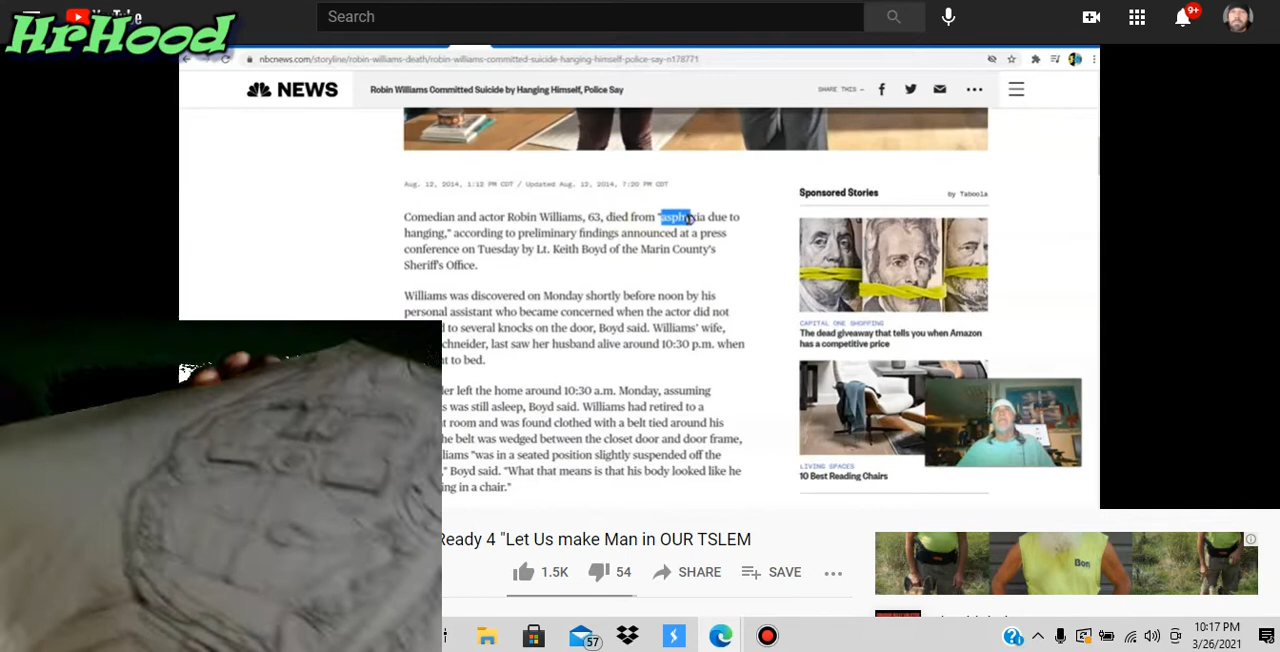 HrHood
Search
9+
nbcnews.com/storyline/robin-williams-death/robin-williams-committed-suicide-hanging-himself-police-say-n178771
NEWS
Robin Williams Committed Suicide by Hanging Himself, Police Say
SHARE THIS —
Aug. 12, 2014, 1:12 PM CDT / Updated Aug. 12, 2014, 7:20 PM CDT
Comedian and actor Robin Williams, 63, died from "asphyxia due to
hanging," according to preliminary findings announced at a press
conference on Tuesday by Lt. Keith Boyd of the Marin County's
Sheriff's Office.
Williams was discovered on Monday shortly before noon by his
personal assistant who became concerned when the actor did not
d to several knocks on the door, Boyd said. Williams' wife,
chneider, last saw her husband alive around 10:30 p.m. when
nt to bed.
der left the home around 10:30 a.m. Monday, assuming
s was still asleep, Boyd said. Williams had retired to a
t room and was found clothed with a belt tied around his
he belt was wedged between the closet door and door frame,
lliams "was in a seated position slightly suspended off the
," Boyd said. "What that means is that his body looked like he
ing in a chair."
Sponsored Stories
by Taboola
CAPITAL ONE SHOPPING
The dead giveaway that tells you when Amazon
has a competitive price
LIVING SPACES
10 Best Reading Chairs
Ready 4 "Let Us make Man in OUR TSLEM
1.5K
54
SHARE
SAVE
Bon
57
10:17 PM
3/26/2021